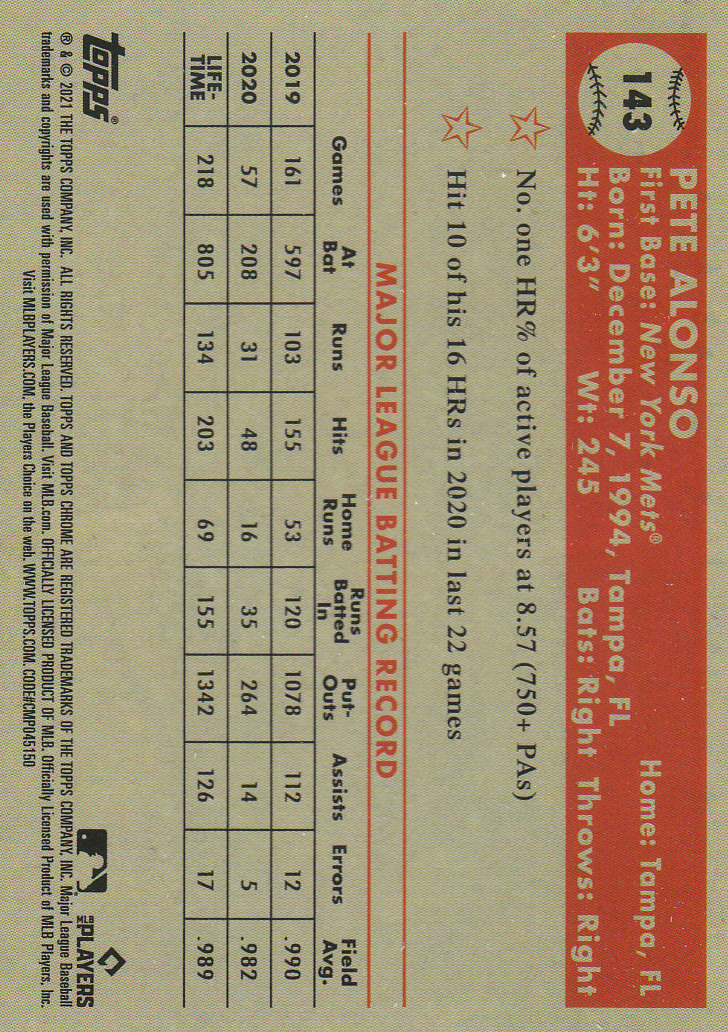 143
PETE ALONSO
First Base: New York Mets® Home: Tampa, FL
Born: December 7, 1994, Tampa, FL
Ht: 6'3" Wt: 245 Bats: Right Throws: Right
No. one HR% of active players at 8.57 (750+ PAs)
Hit 10 of his 16 HRs in 2020 in last 22 games
MAJOR LEAGUE BATTING RECORD
Games At Bat Runs Hits Home Runs Runs Batted In Put-Outs Assists Errors Field Avg.
2019 161 597 103 155 53 120 1078 112 12 .990
2020 57 208 31 48 16 35 264 14 5 .982
LIFE-TIME 218 805 134 203 69 155 1342 126 17 .989
topps®
® & © 2021 THE TOPPS COMPANY, INC. ALL RIGHTS RESERVED. TOPPS AND TOPPS CHROME ARE REGISTERED TRADEMARKS OF THE TOPPS COMPANY, INC. Major League Baseball
trademarks and copyrights are used with permission of Major League Baseball. Visit MLB.com. OFFICIALLY LICENSED PRODUCT OF MLB. Officially Licensed Product of MLB Players, Inc.
Visit MLBPLAYERS.COM, the Players Choice on the web. WWW.TOPPS.COM. CODE#CMP045150
MLB PLAYERS